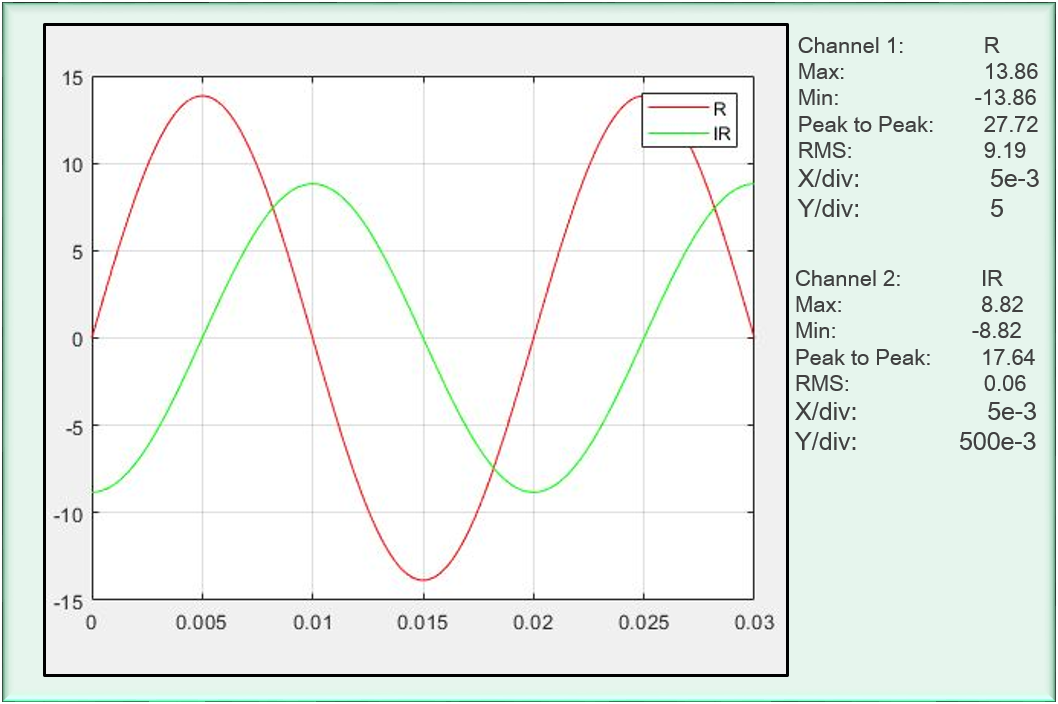 15
10
5
0
-5
-10
-15
0 0.005 0.01 0.015 0.02 0.025 0.03
R
IR
Channel 1: R
Max: 13.86
Min: -13.86
Peak to Peak: 27.72
RMS: 9.19
X/div: 5e-3
Y/div: 5
Channel 2: IR
Max: 8.82
Min: -8.82
Peak to Peak: 17.64
RMS: 0.06
X/div: 5e-3
Y/div: 500e-3